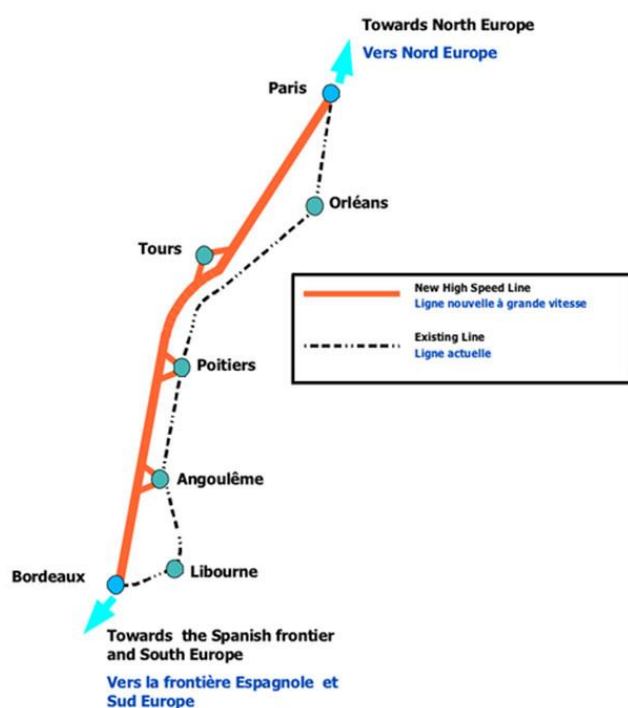 Towards North Europe
Vers Nord Europe
Paris
Orléans
Tours
New High Speed Line
Ligne nouvelle à grande vitesse
Existing Line
Ligne actuelle
Poitiers
Angoulême
Libourne
Bordeaux
Towards the Spanish frontier
and South Europe
Vers la frontière Espagnole et
Sud Europe